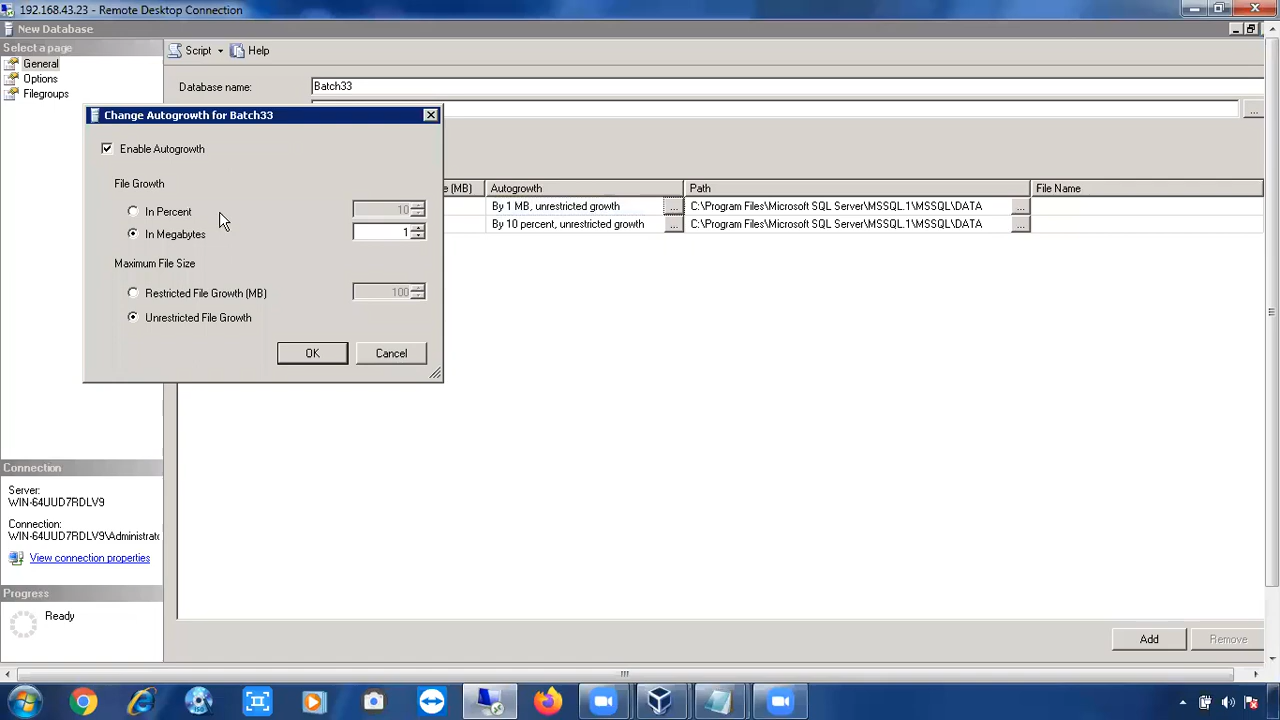 192.168.43.23 - Remote Desktop Connection
New Database
Select a page
General
Options
Filegroups
Script
Help
Database name:
Batch33
...
Change Autogrowth for Batch33
Enable Autogrowth
File Growth
In Percent
10
In Megabytes
1
Maximum File Size
Restricted File Growth (MB)
100
Unrestricted File Growth
OK
Cancel
(MB)
Autogrowth
Path
File Name
By 1 MB, unrestricted growth
...
C:\Program Files\Microsoft SQL Server\MSSQL.1\MSSQL\DATA
...
By 10 percent, unrestricted growth
...
C:\Program Files\Microsoft SQL Server\MSSQL.1\MSSQL\DATA
...
Connection
Server:
WIN-64UUD7RDLV9
Connection:
WIN-64UUD7RDLV9\Administrato
View connection properties
Progress
Ready
Add
Remove